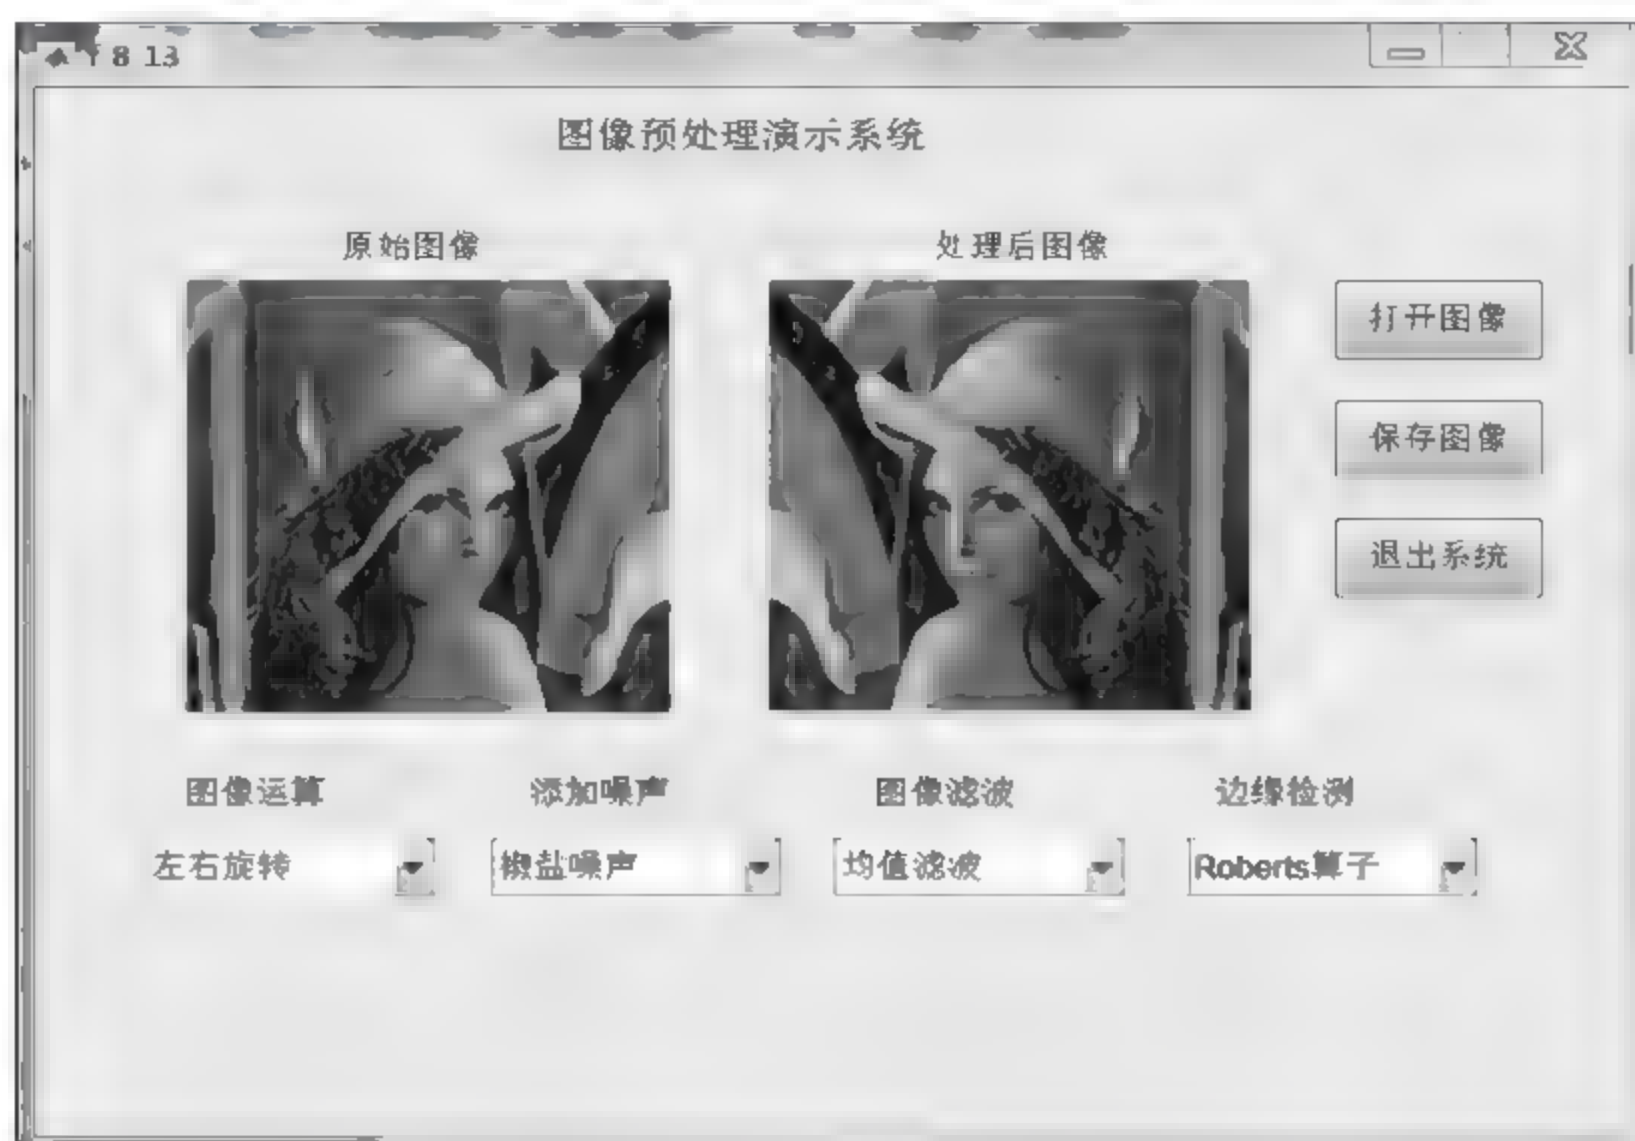 f 8 13
图像预处理演示系统
原始图像
处理后图像
打开图像
保存图像
退出系统
图像运算
添加噪声
图像滤波
边缘检测
左右旋转
椒盐噪声
均值滤波
Roberts算子